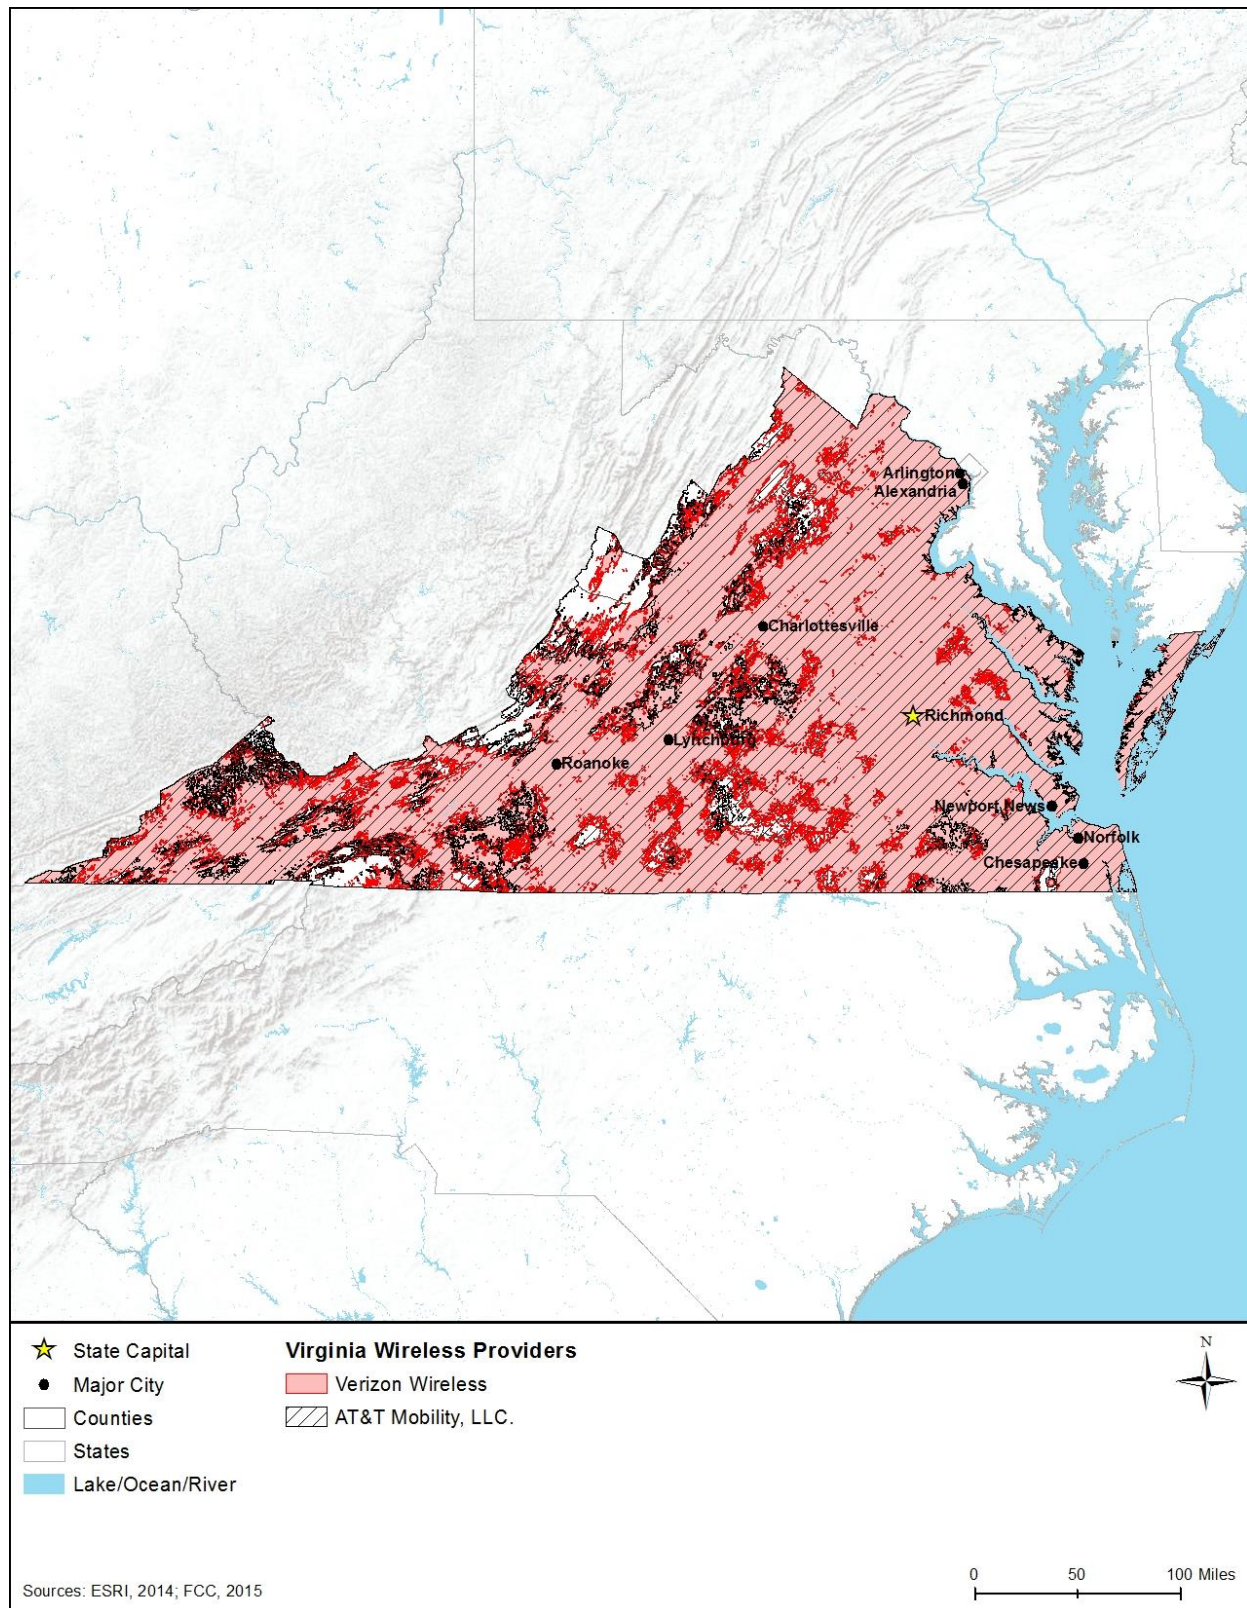 Arlington
Alexandria
Charlottesville
Richmond
Lynchburg
Roanoke
Newport News
Norfolk
Chesapeake
State Capital
Major City
Counties
States
Lake/Ocean/River
Virginia Wireless Providers
Verizon Wireless
AT&T Mobility, LLC.
N
Sources: ESRI, 2014; FCC, 2015
0 50 100 Miles